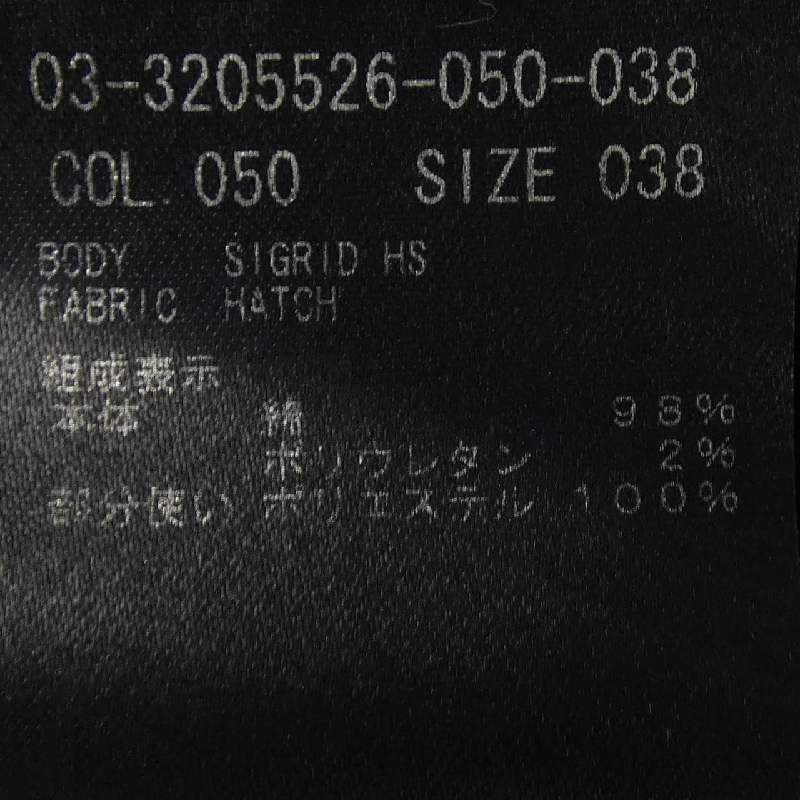 03-3205526-050-038
COL. 050 SIZE 038
BODY SIGRID HS
FABRIC HATCH
組成表示
本体 綿 98%
ポリウレタン 2%
部分使い ポリエステル 100%